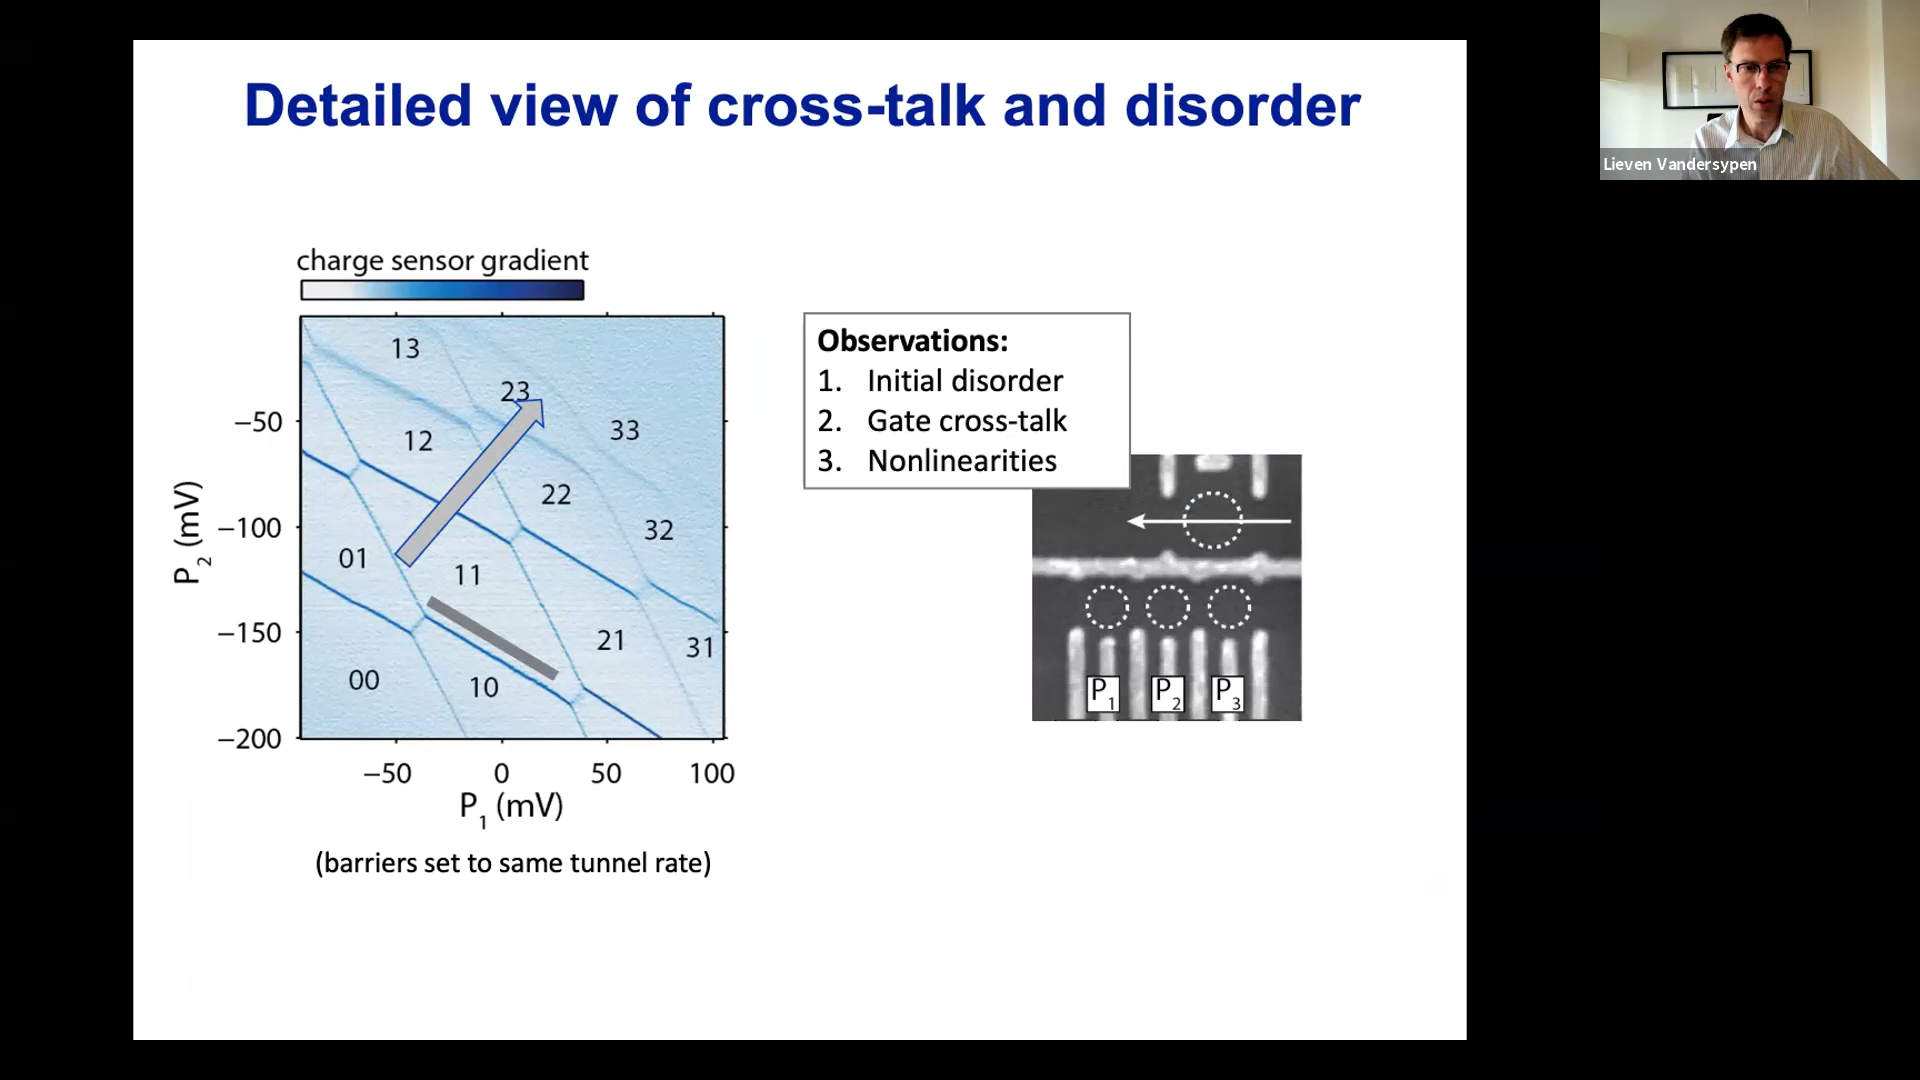 Detailed view of cross-talk and disorder
Lieven Vandersypen
charge sensor gradient
13
23
33
12
22
32
01
11
21
31
00
10
−50
−100
−150
−200
P2 (mV)
−50 0 50 100
P1 (mV)
(barriers set to same tunnel rate)
Observations:
1. Initial disorder
2. Gate cross-talk
3. Nonlinearities
P1 P2 P3